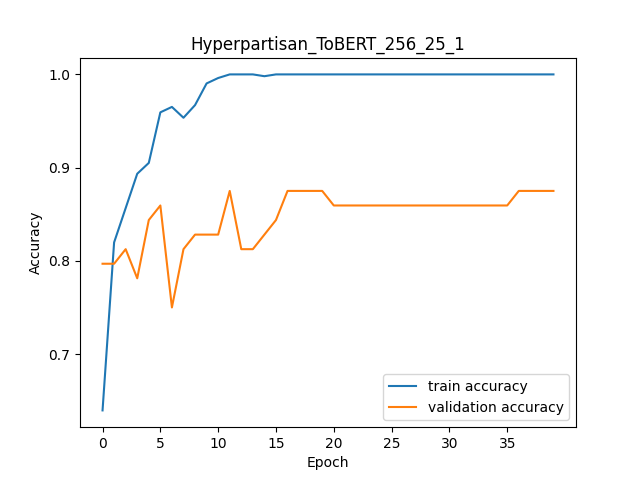 Hyperpartisan_ToBERT_256_25_1
1.0
0.9
0.8
0.7
Accuracy
0 5 10 15 20 25 30 35
Epoch
train accuracy
validation accuracy